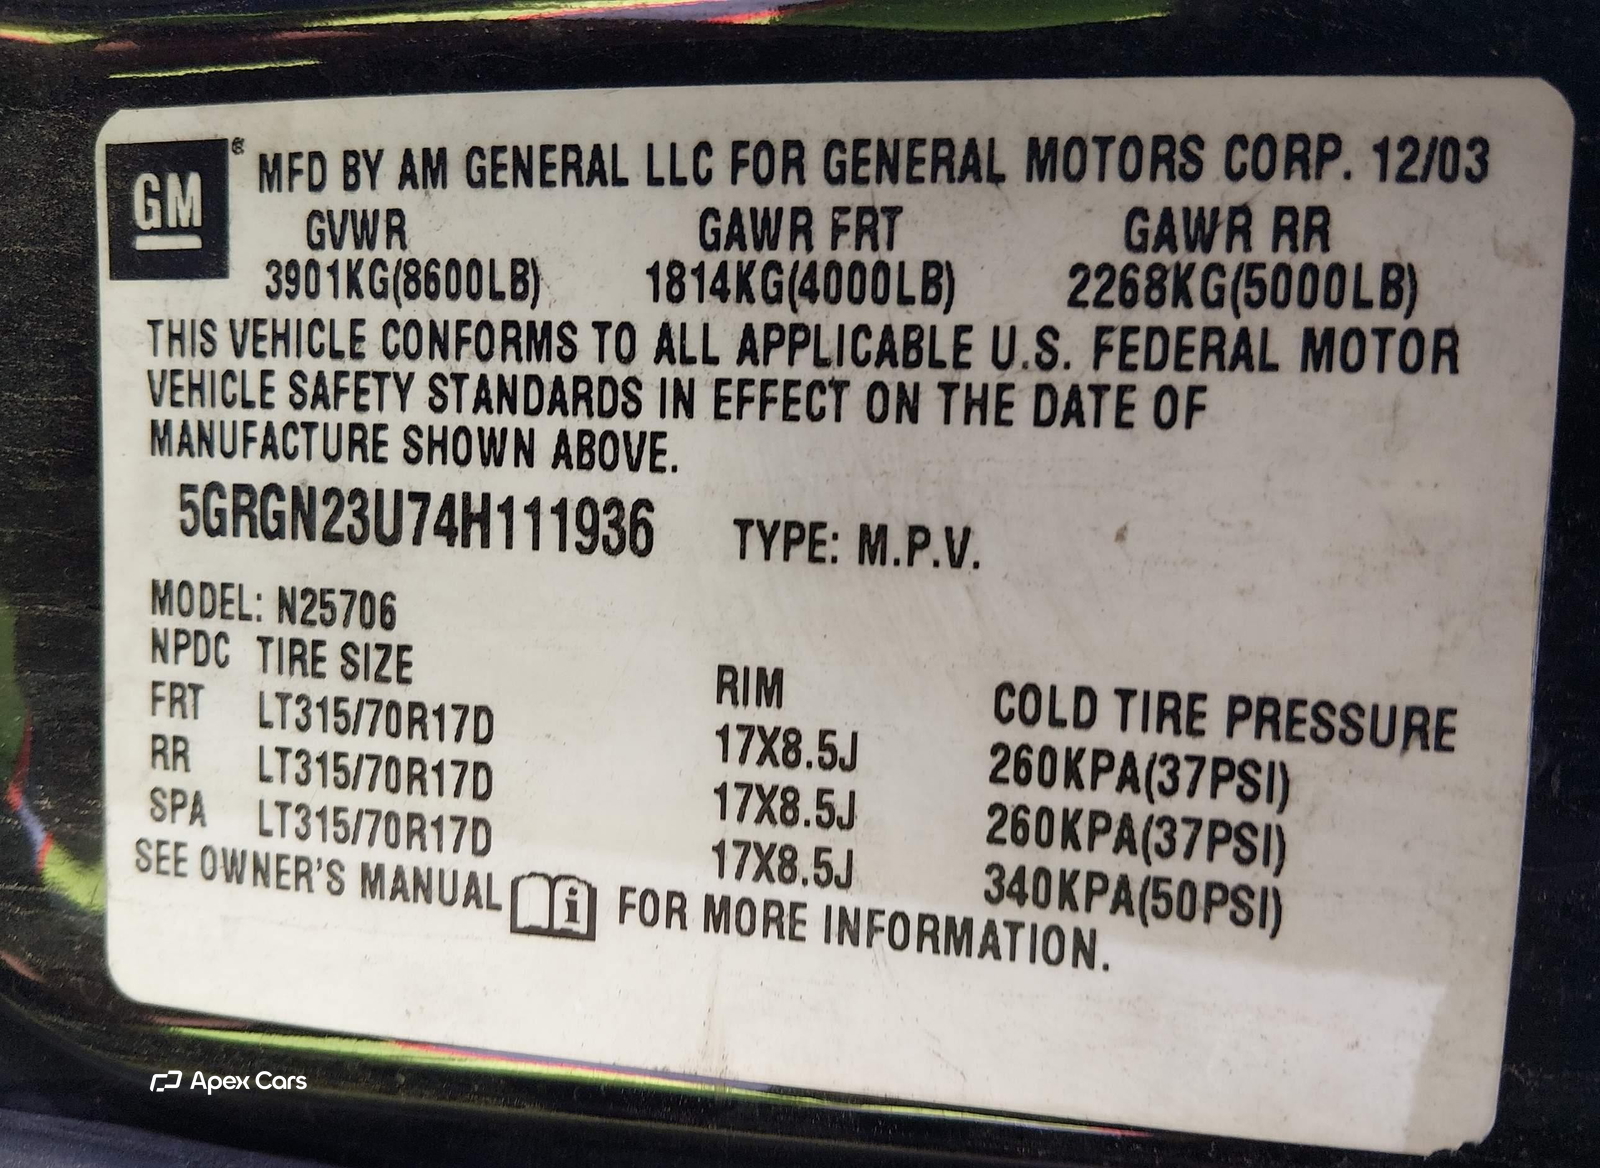 GM® MFD BY AM GENERAL LLC FOR GENERAL MOTORS CORP. 12/03
GVWR GAWR FRT GAWR RR
3901KG(8600LB) 1814KG(4000LB) 2268KG(5000LB)
THIS VEHICLE CONFORMS TO ALL APPLICABLE U.S. FEDERAL MOTOR
VEHICLE SAFETY STANDARDS IN EFFECT ON THE DATE OF
MANUFACTURE SHOWN ABOVE.
5GRGN23U74H111936 TYPE: M.P.V.
MODEL: N25706
NPDC TIRE SIZE RIM COLD TIRE PRESSURE
FRT LT315/70R17D 17X8.5J 260KPA(37PSI)
RR LT315/70R17D 17X8.5J 260KPA(37PSI)
SPA LT315/70R17D 17X8.5J 340KPA(50PSI)
SEE OWNER'S MANUAL i FOR MORE INFORMATION.
Apex Cars